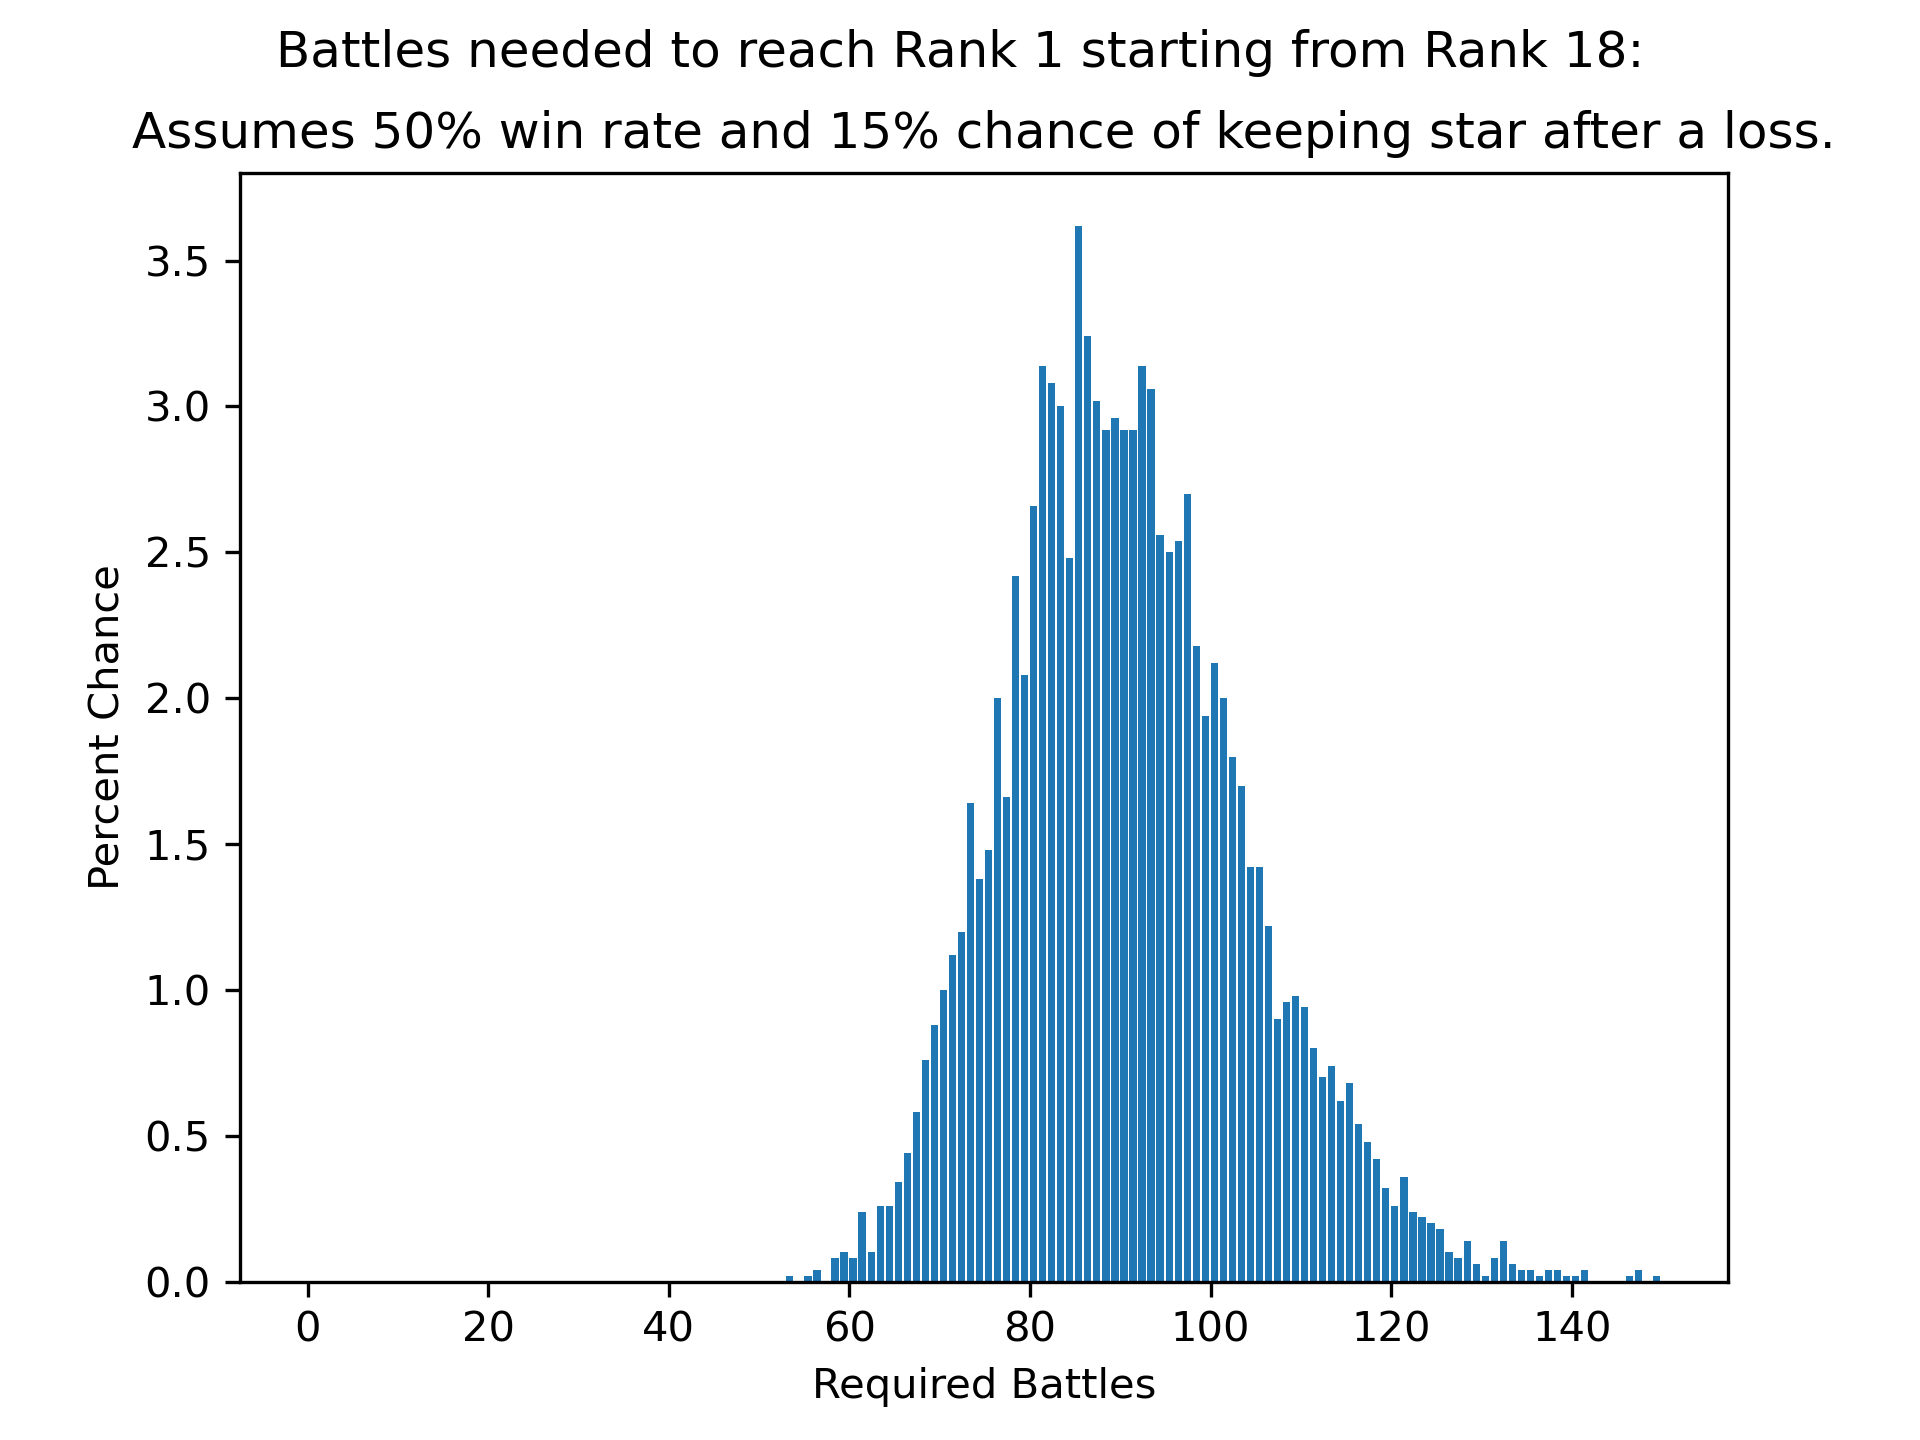 Battles needed to reach Rank 1 starting from Rank 18:
Assumes 50% win rate and 15% chance of keeping star after a loss.
3.5
3.0
2.5
2.0
1.5
1.0
0.5
0.0
Percent Chance
0 20 40 60 80 100 120 140
Required Battles